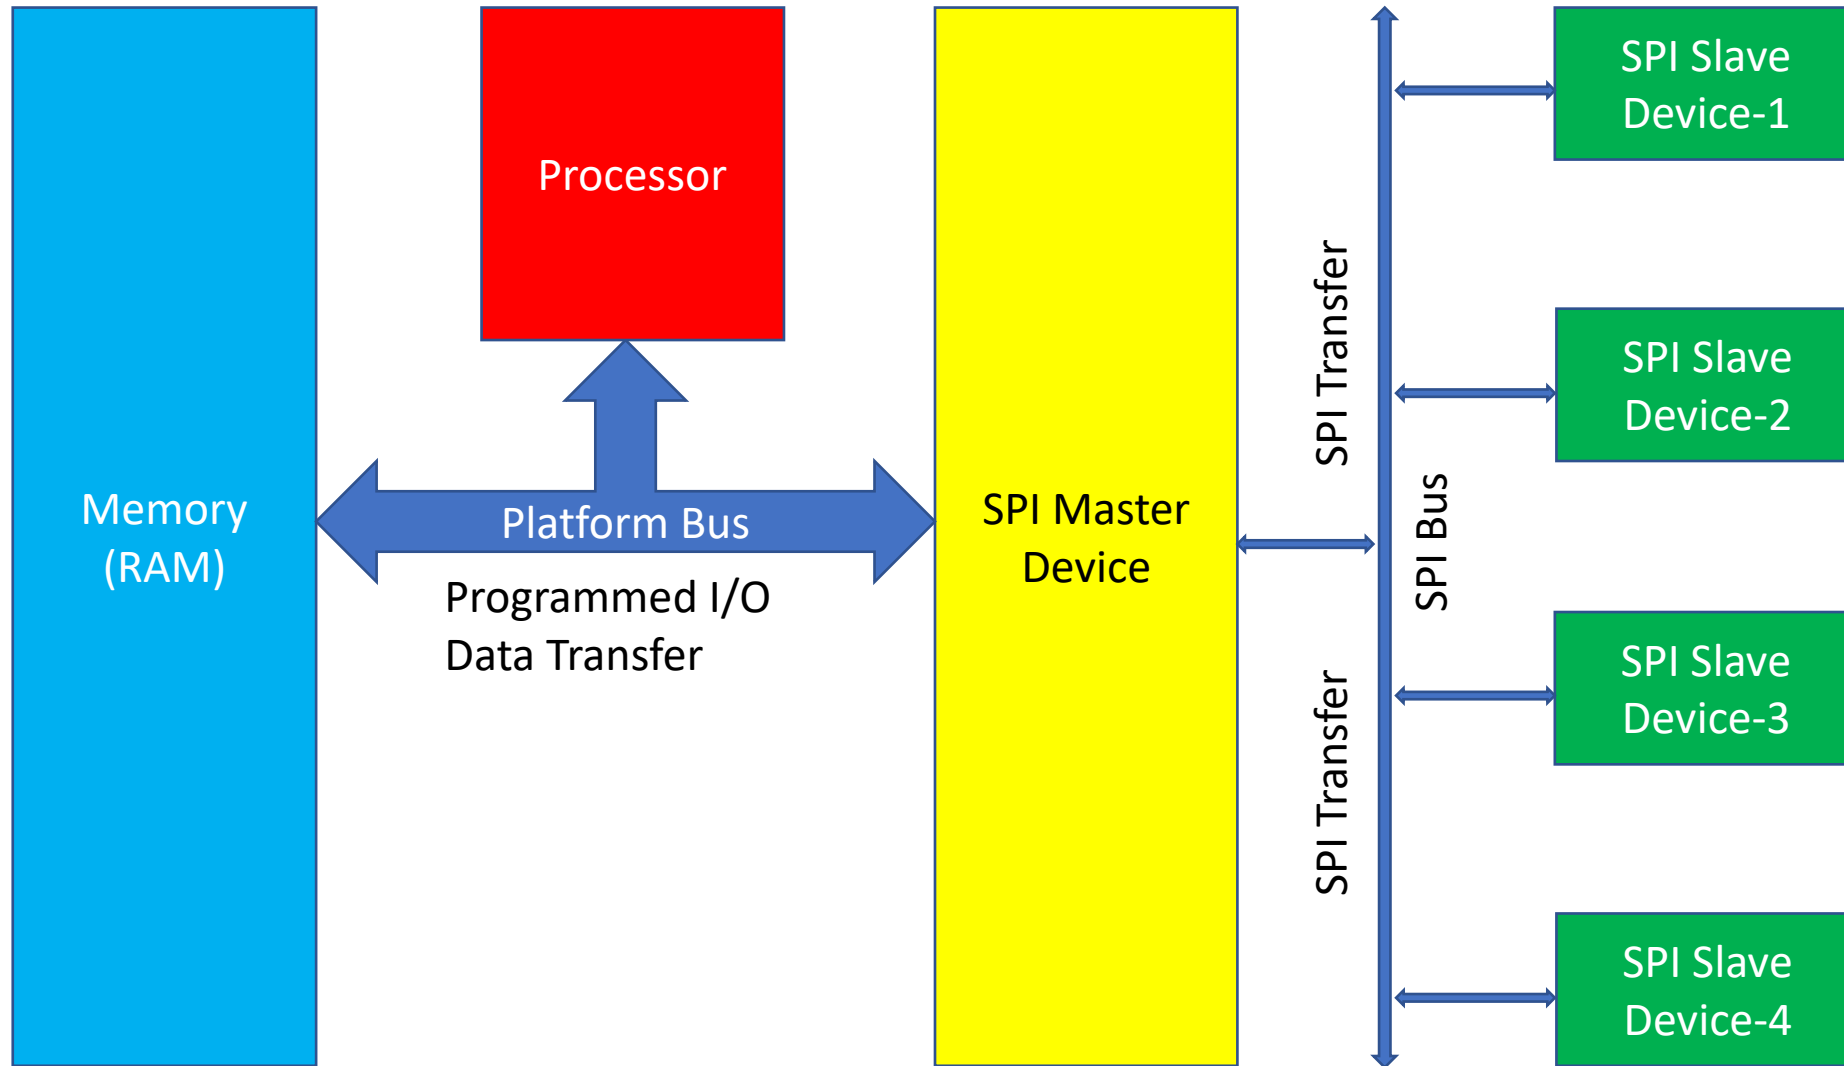 Memory
(RAM)
Processor
Platform Bus
Programmed I/O
Data Transfer
SPI Master
Device
SPI Transfer
SPI Transfer
SPI Bus
SPI Slave
Device-1
SPI Slave
Device-2
SPI Slave
Device-3
SPI Slave
Device-4